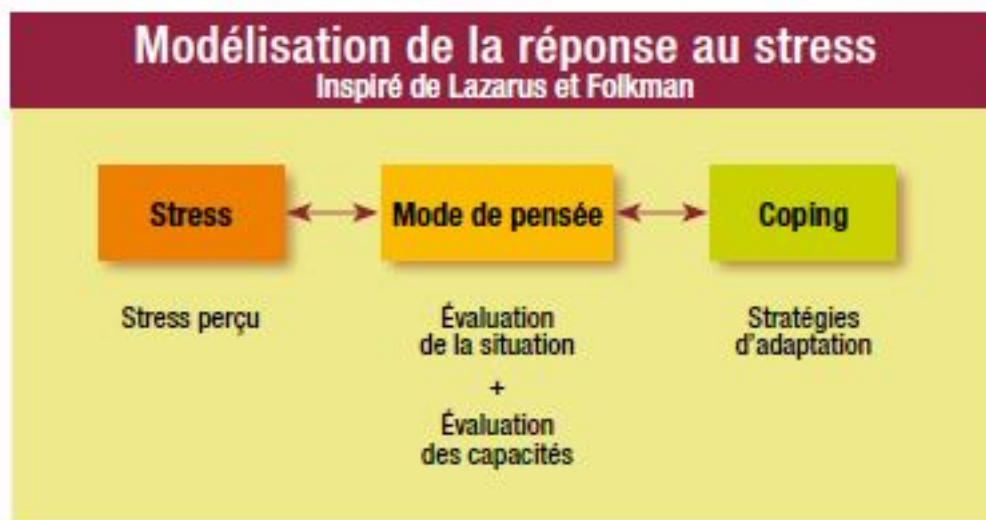 Modélisation de la réponse au stress
Inspiré de Lazarus et Folkman
Stress
Mode de pensée
Coping
Stress perçu
Évaluation
de la situation
+
Évaluation
des capacités
Stratégies
d'adaptation